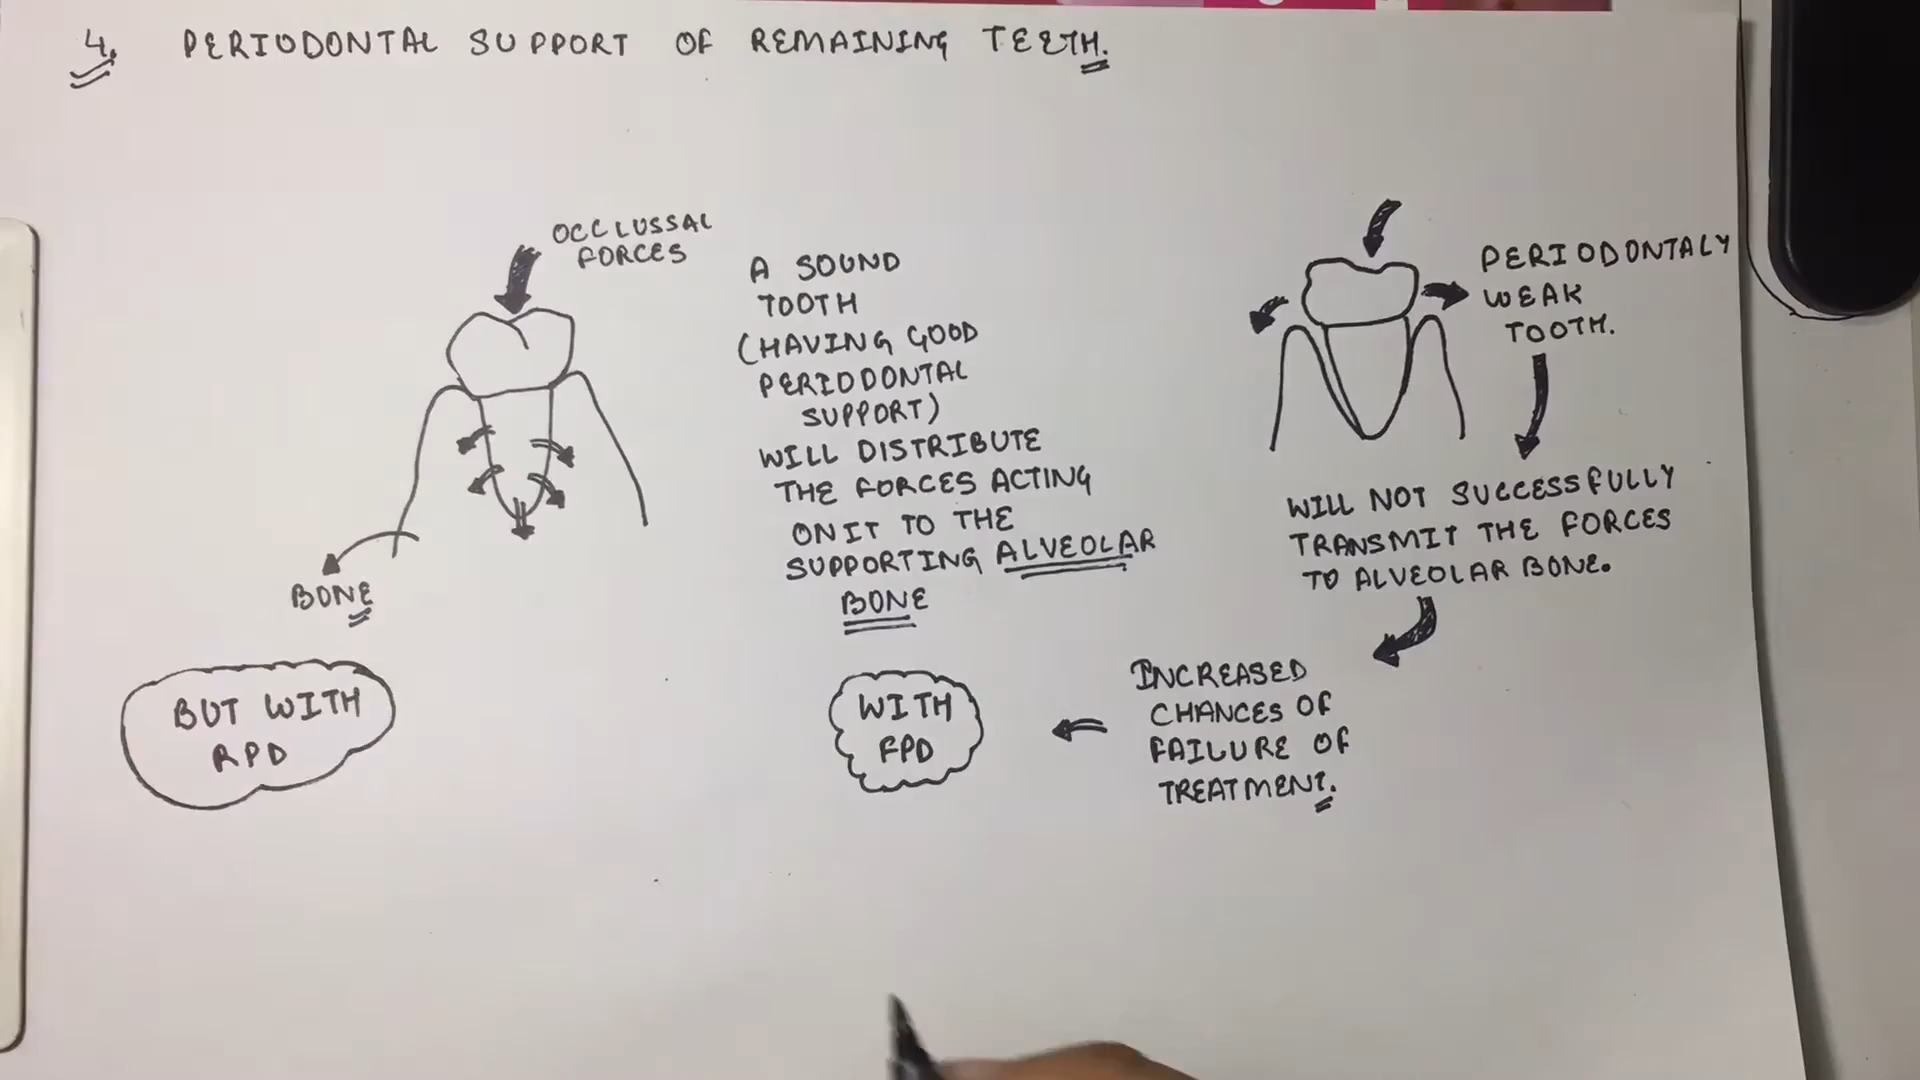 4. PERIODONTAL SUPPORT OF REMAINING TEETH.
OCCLUSSAL
FORCES
BONE
A SOUND
TOOTH
(HAVING GOOD
PERIODONTAL
SUPPORT)
WILL DISTRIBUTE
THE FORCES ACTING
ON IT TO THE
SUPPORTING ALVEOLAR
BONE
PERIODONTALY
WEAK
TOOTH.
WILL NOT SUCCESSFULLY
TRANSMIT THE FORCES
TO ALVEOLAR BONE.
INCREASED
CHANCES OF
FAILURE OF
TREATMENT.
WITH
FPD
BUT WITH
RPD